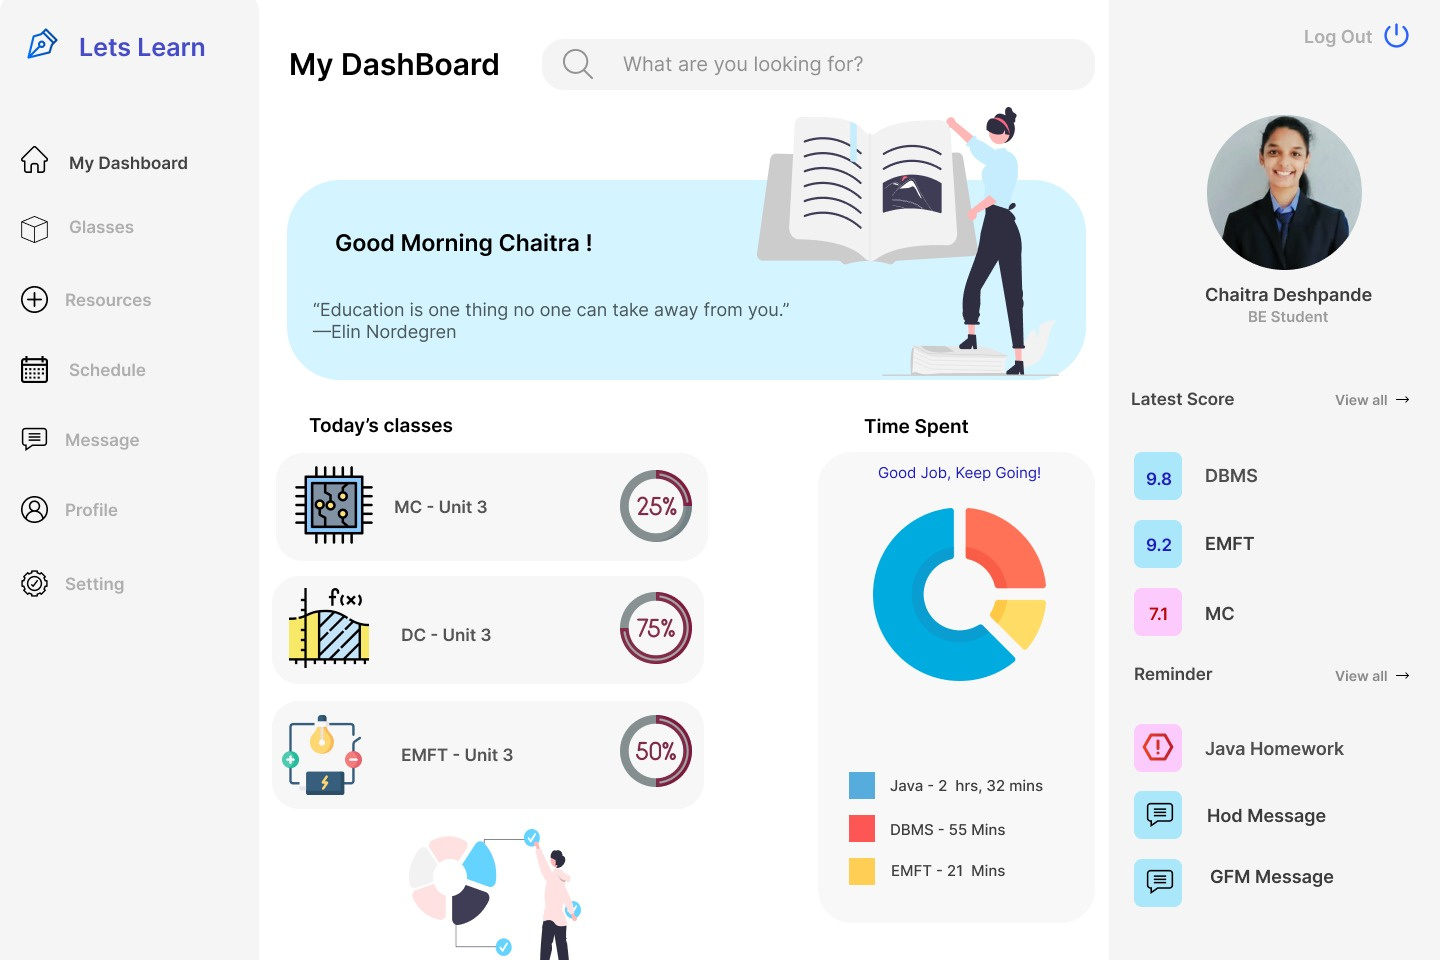 Lets Learn
My Dashboard
Glasses
Resources
Schedule
Message
Profile
Setting
My DashBoard
What are you looking for?
Good Morning Chaitra !
“Education is one thing no one can take away from you.”
—Elin Nordegren
Today’s classes
MC - Unit 3
25%
f(x)
DC - Unit 3
75%
EMFT - Unit 3
50%
Time Spent
Good Job, Keep Going!
Java - 2 hrs, 32 mins
DBMS - 55 Mins
EMFT - 21 Mins
Log Out
Chaitra Deshpande
BE Student
Latest Score
View all →
9.8 DBMS
9.2 EMFT
7.1 MC
Reminder
View all →
Java Homework
Hod Message
GFM Message